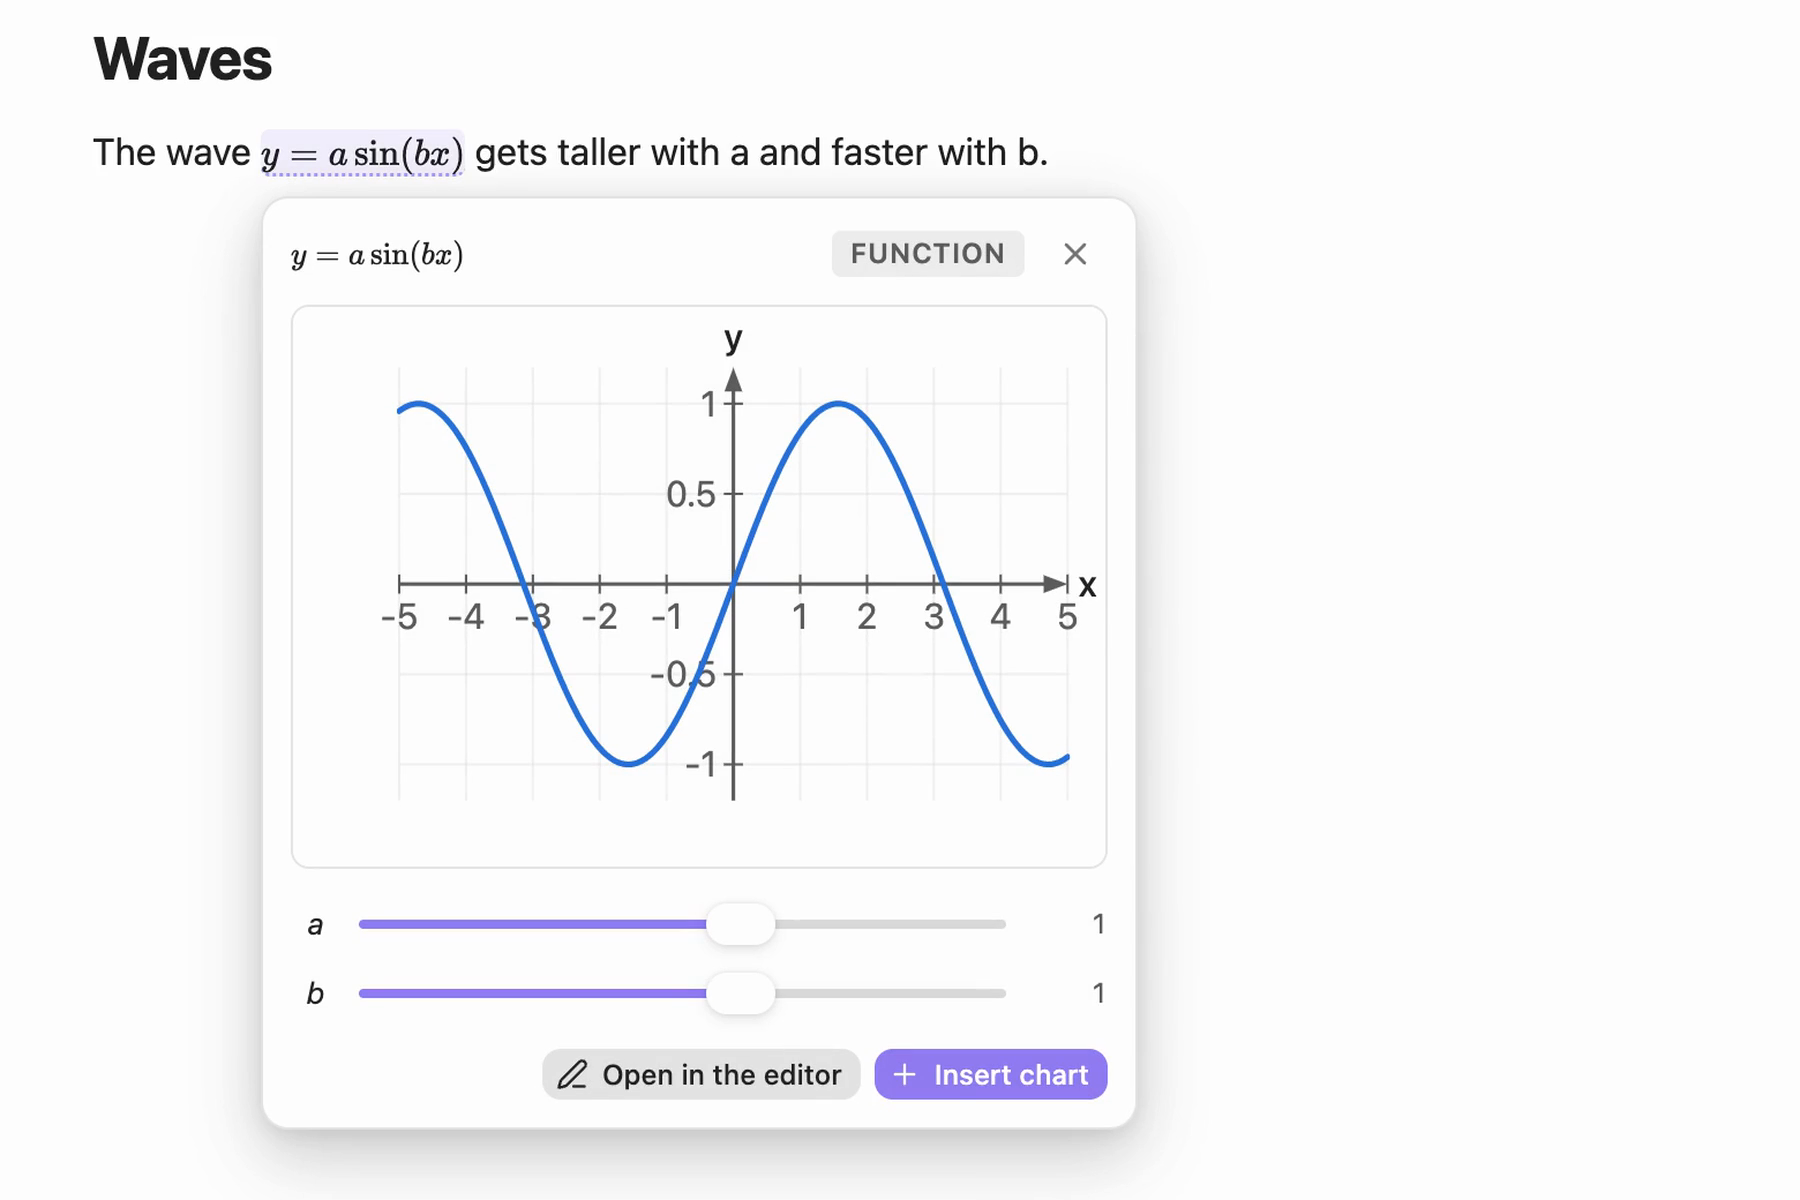 Waves
The wave y = a sin(bx) gets taller with a and faster with b.
y = a sin(bx)
FUNCTION
y
1
0.5
x
-5 -4 -3 -2 -1 1 2 3 4 5
-0.5
-1
a 1
b 1
Open in the editor
+ Insert chart